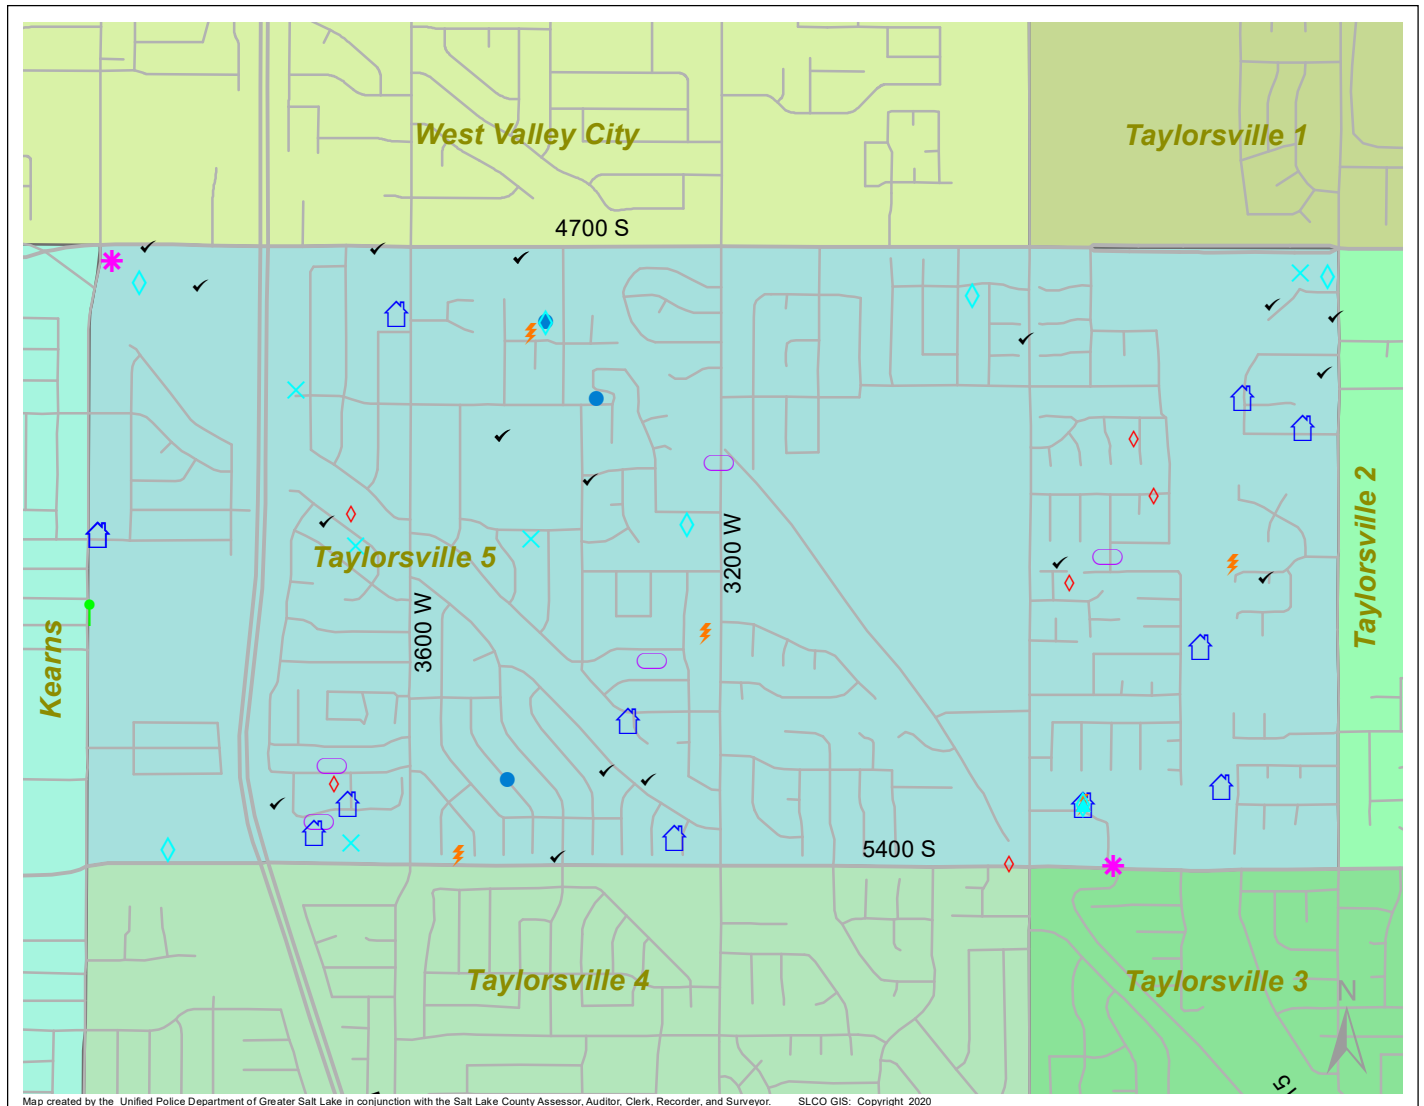 West Valley City
Taylorsville 1
4700 S
Taylorsville 2
3200 W
Taylorsville 5
3600 W
Kearns
5400 S
Taylorsville 4
Taylorsville 3
N
15
Map created by the Unified Police Department of Greater Salt Lake in conjunction with the Salt Lake County Assessor, Auditor, Clerk, Recorder, and Surveyor. SLCO GIS: Copyright 2020